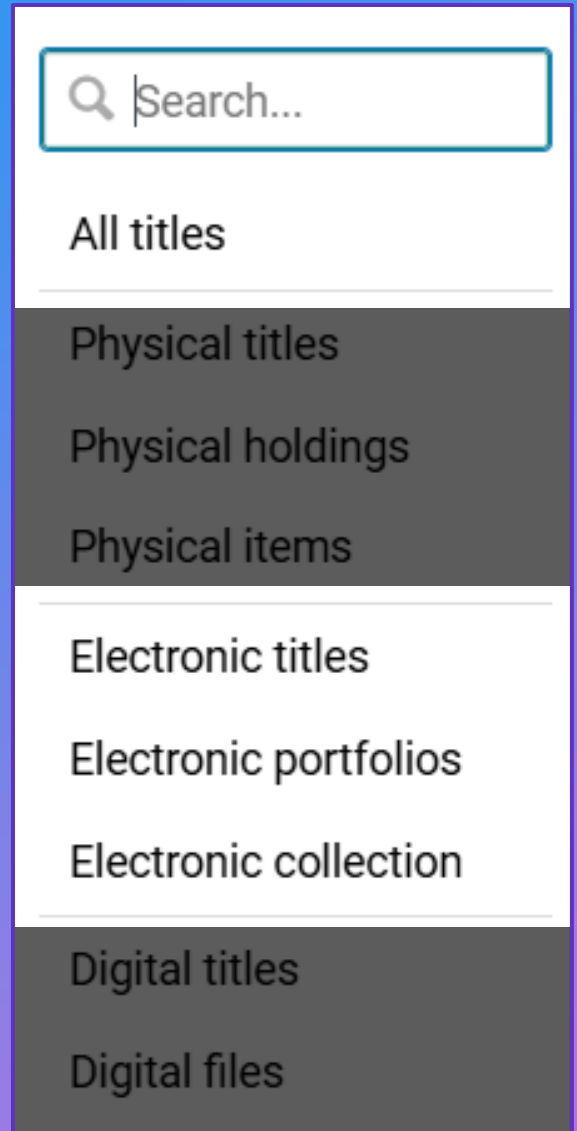 Search...
All titles
Physical titles
Physical holdings
Physical items
Electronic titles
Electronic portfolios
Electronic collection
Digital titles
Digital files